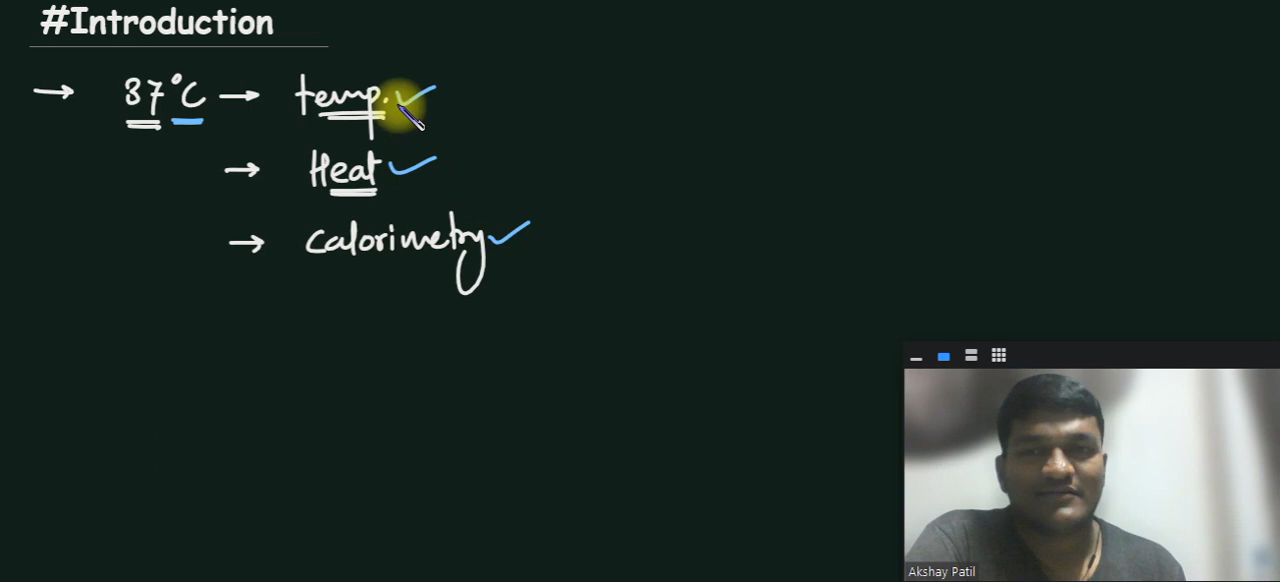 #Introduction
→ 37°C → temp. ✓
→ Heat ✓
→ Calorimetry ✓
Akshay Patil